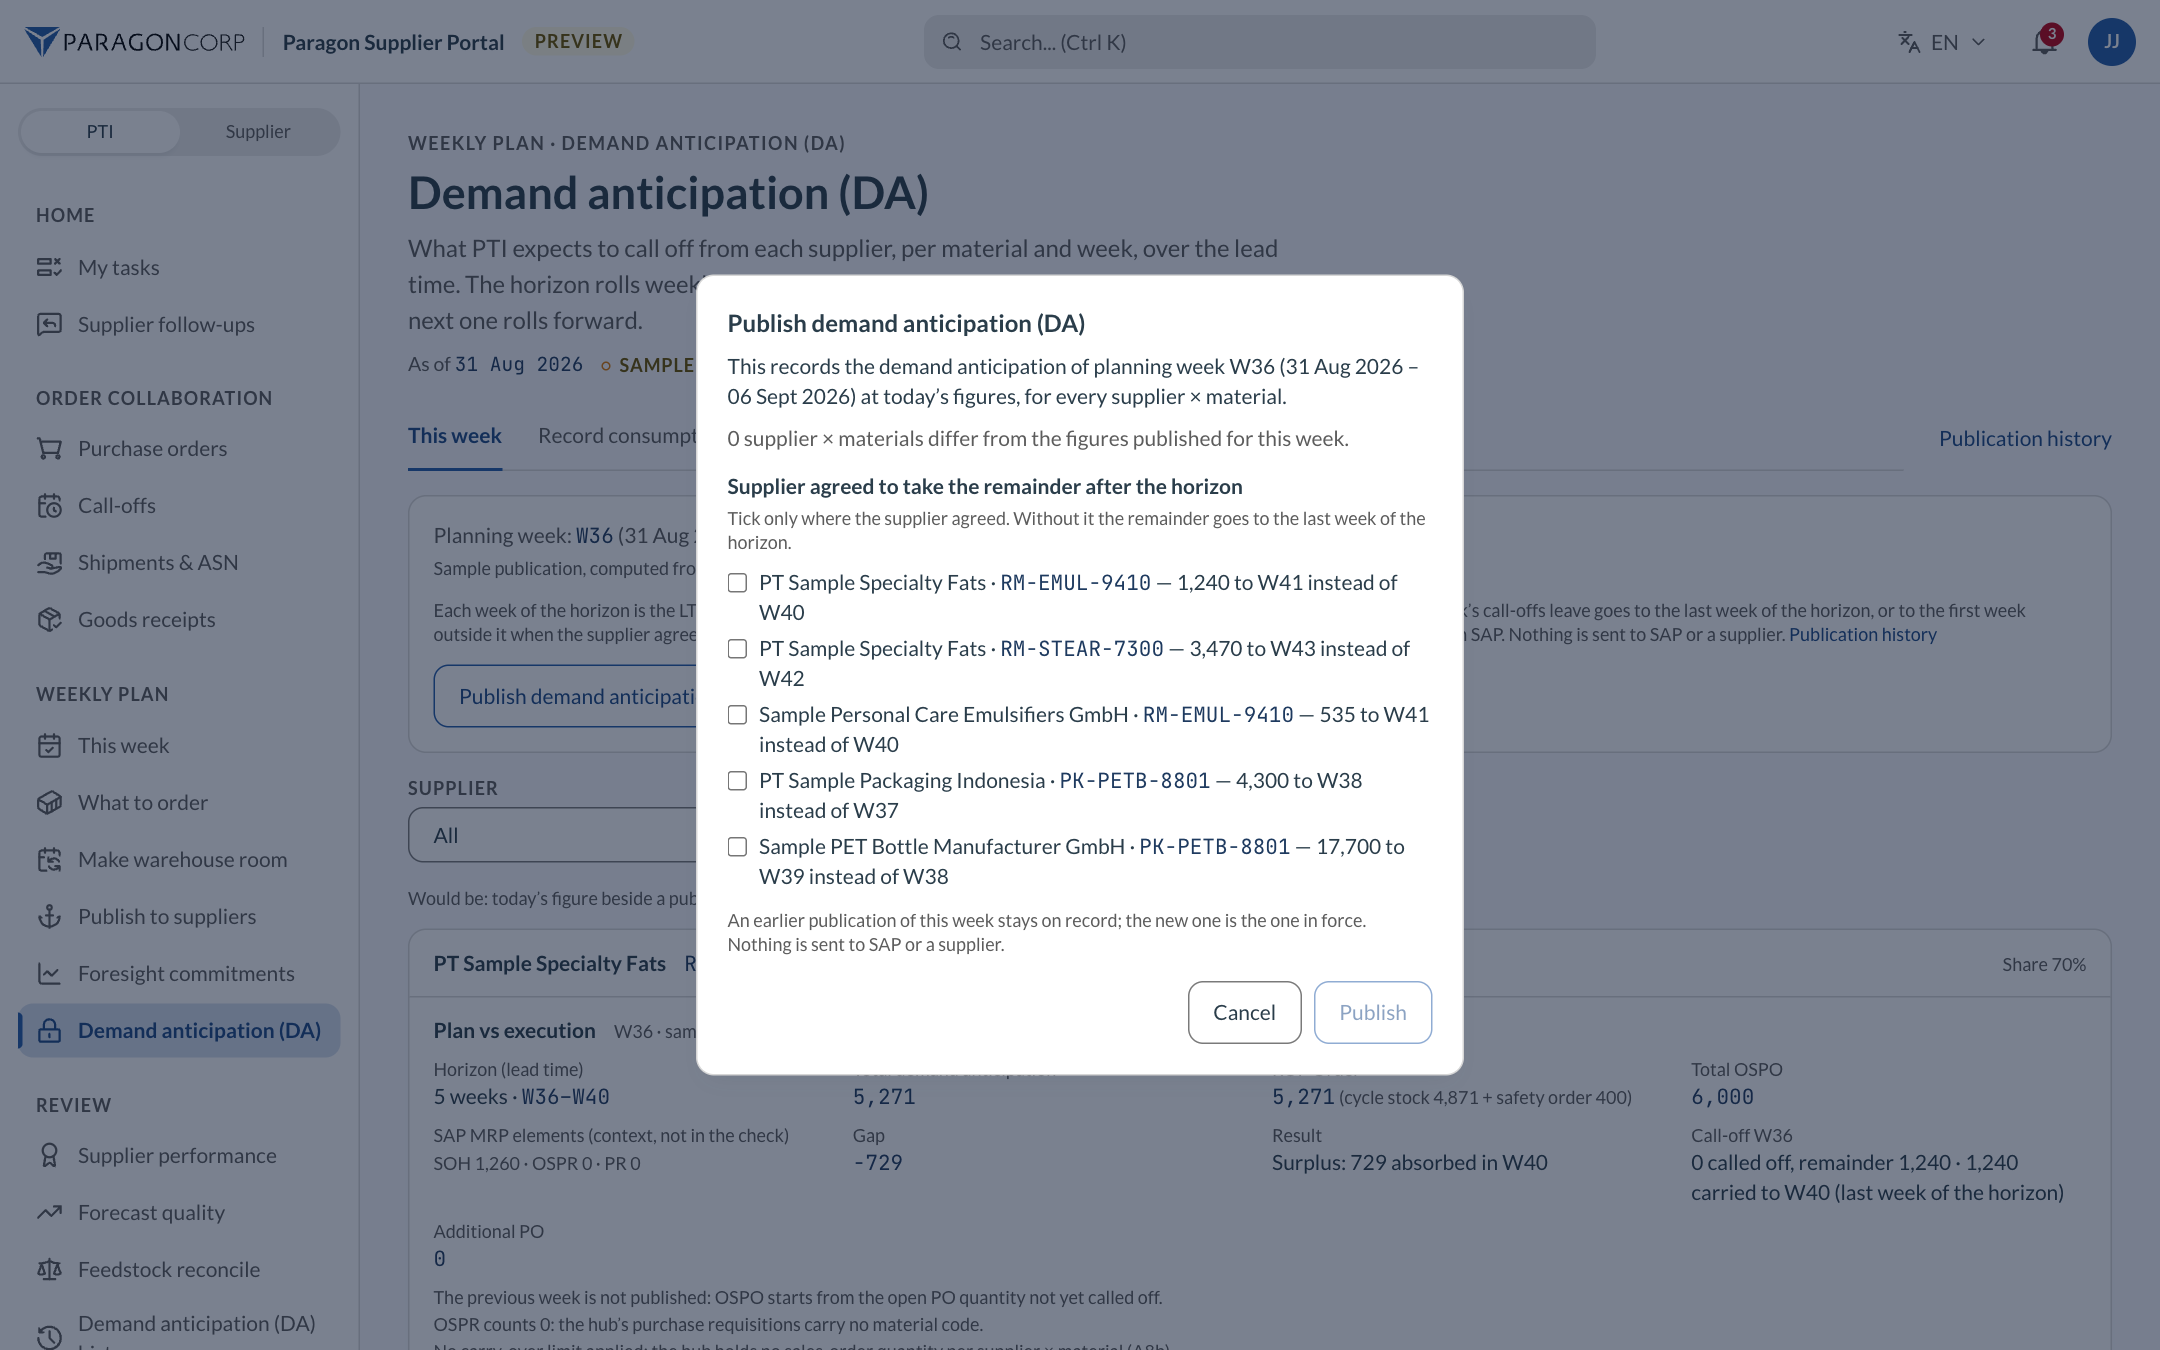 PARAGONCORP
Paragon Supplier Portal
PREVIEW
Search... (Ctrl K)
EN
3
JJ
PTI
Supplier
HOME
My tasks
Supplier follow-ups
ORDER COLLABORATION
Purchase orders
Call-offs
Shipments & ASN
Goods receipts
WEEKLY PLAN
This week
What to order
Make warehouse room
Publish to suppliers
Foresight commitments
Demand anticipation (DA)
REVIEW
Supplier performance
Forecast quality
Feedstock reconcile
Demand anticipation (DA)
WEEKLY PLAN · DEMAND ANTICIPATION (DA)
Demand anticipation (DA)
What PTI expects to call off from each supplier, per material and week, over the lead
time. The horizon rolls
next one rolls forward.
As of 31 Aug 2026
SAMPLE
This week
Record
Publication history
Planning week: W36 (31 Aug
Sample publication, computed
Each week of the horizon is the
's call-offs leave goes to the last week of the horizon, or to the first week
outside it when the supplier
SAP. Nothing is sent to SAP or a supplier. Publication history
Publish demand
SUPPLIER
All
Would be: today's figure beside a
PT Sample Specialty Fats
Share 70%
Plan vs execution
W36 ·
Horizon (lead time)
5 weeks · W36–W40
5,271
5,271 (cycle stock 4,871 + safety order 400)
Total OSPO
6,000
SAP MRP elements (context, not in the check)
SOH 1,260 · OSPR 0 · PR 0
Gap
-729
Result
Surplus: 729 absorbed in W40
Call-off W36
0 called off, remainder 1,240 · 1,240
carried to W40 (last week of the horizon)
Additional PO
0
The previous week is not published: OSPO starts from the open PO quantity not yet called off.
OSPR counts 0: the hub's purchase requisitions carry no material code.
Publish demand anticipation (DA)
This records the demand anticipation of planning week W36 (31 Aug 2026 –
06 Sept 2026) at today's figures, for every supplier × material.
0 supplier × materials differ from the figures published for this week.
Supplier agreed to take the remainder after the horizon
Tick only where the supplier agreed. Without it the remainder goes to the last week of the
horizon.
PT Sample Specialty Fats · RM-EMUL-9410 — 1,240 to W41 instead of
W40
PT Sample Specialty Fats · RM-STEAR-7300 — 3,470 to W43 instead of
W42
Sample Personal Care Emulsifiers GmbH · RM-EMUL-9410 — 535 to W41
instead of W40
PT Sample Packaging Indonesia · PK-PETB-8801 — 4,300 to W38
instead of W37
Sample PET Bottle Manufacturer GmbH · PK-PETB-8801 — 17,700 to
W39 instead of W38
An earlier publication of this week stays on record; the new one is the one in force.
Nothing is sent to SAP or a supplier.
Cancel
Publish